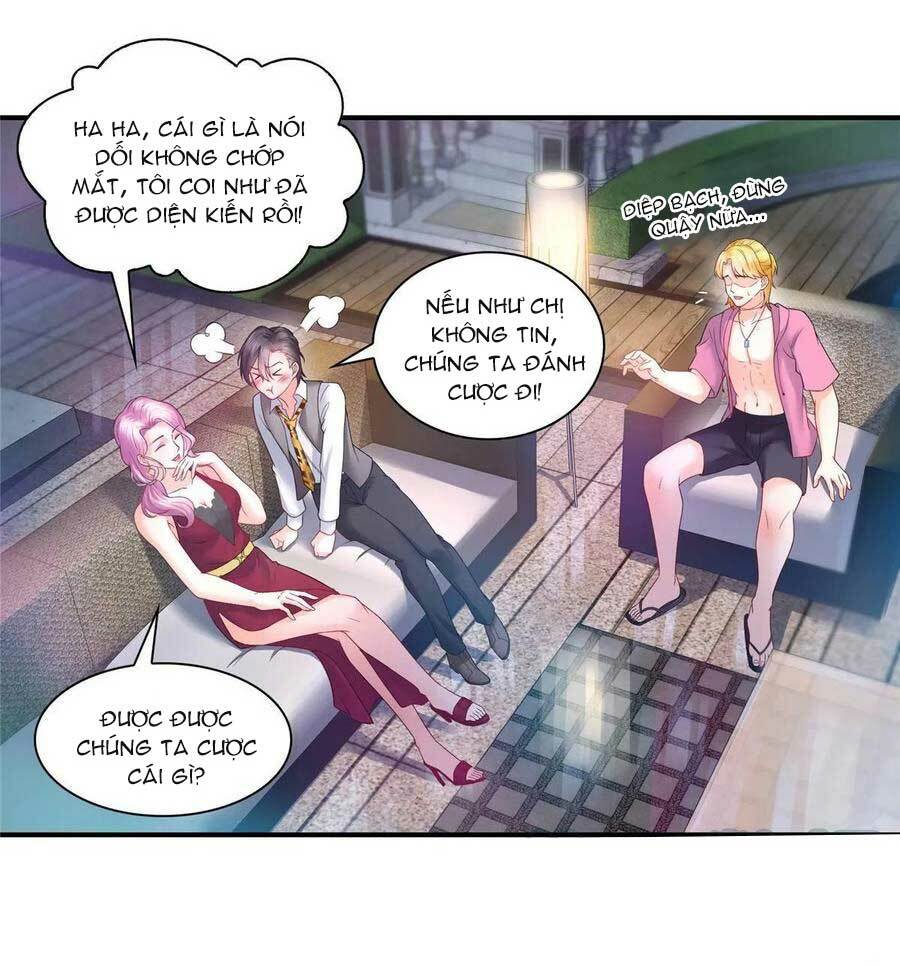 HA HA, CÁI GÌ LÀ NÓI
DỐI KHÔNG CHỚP
MẮT, TÔI COI NHƯ ĐÃ
ĐƯỢC DIỆN KIẾN RỒI!
DIỆP BẠCH, ĐỪNG
QUẬY NỮA...
NẾU NHƯ CHỊ
KHÔNG TIN,
CHÚNG TA ĐÁNH
CƯỢC ĐI!
ĐƯỢC ĐƯỢC
CHÚNG TA CƯỢC
CÁI GÌ?